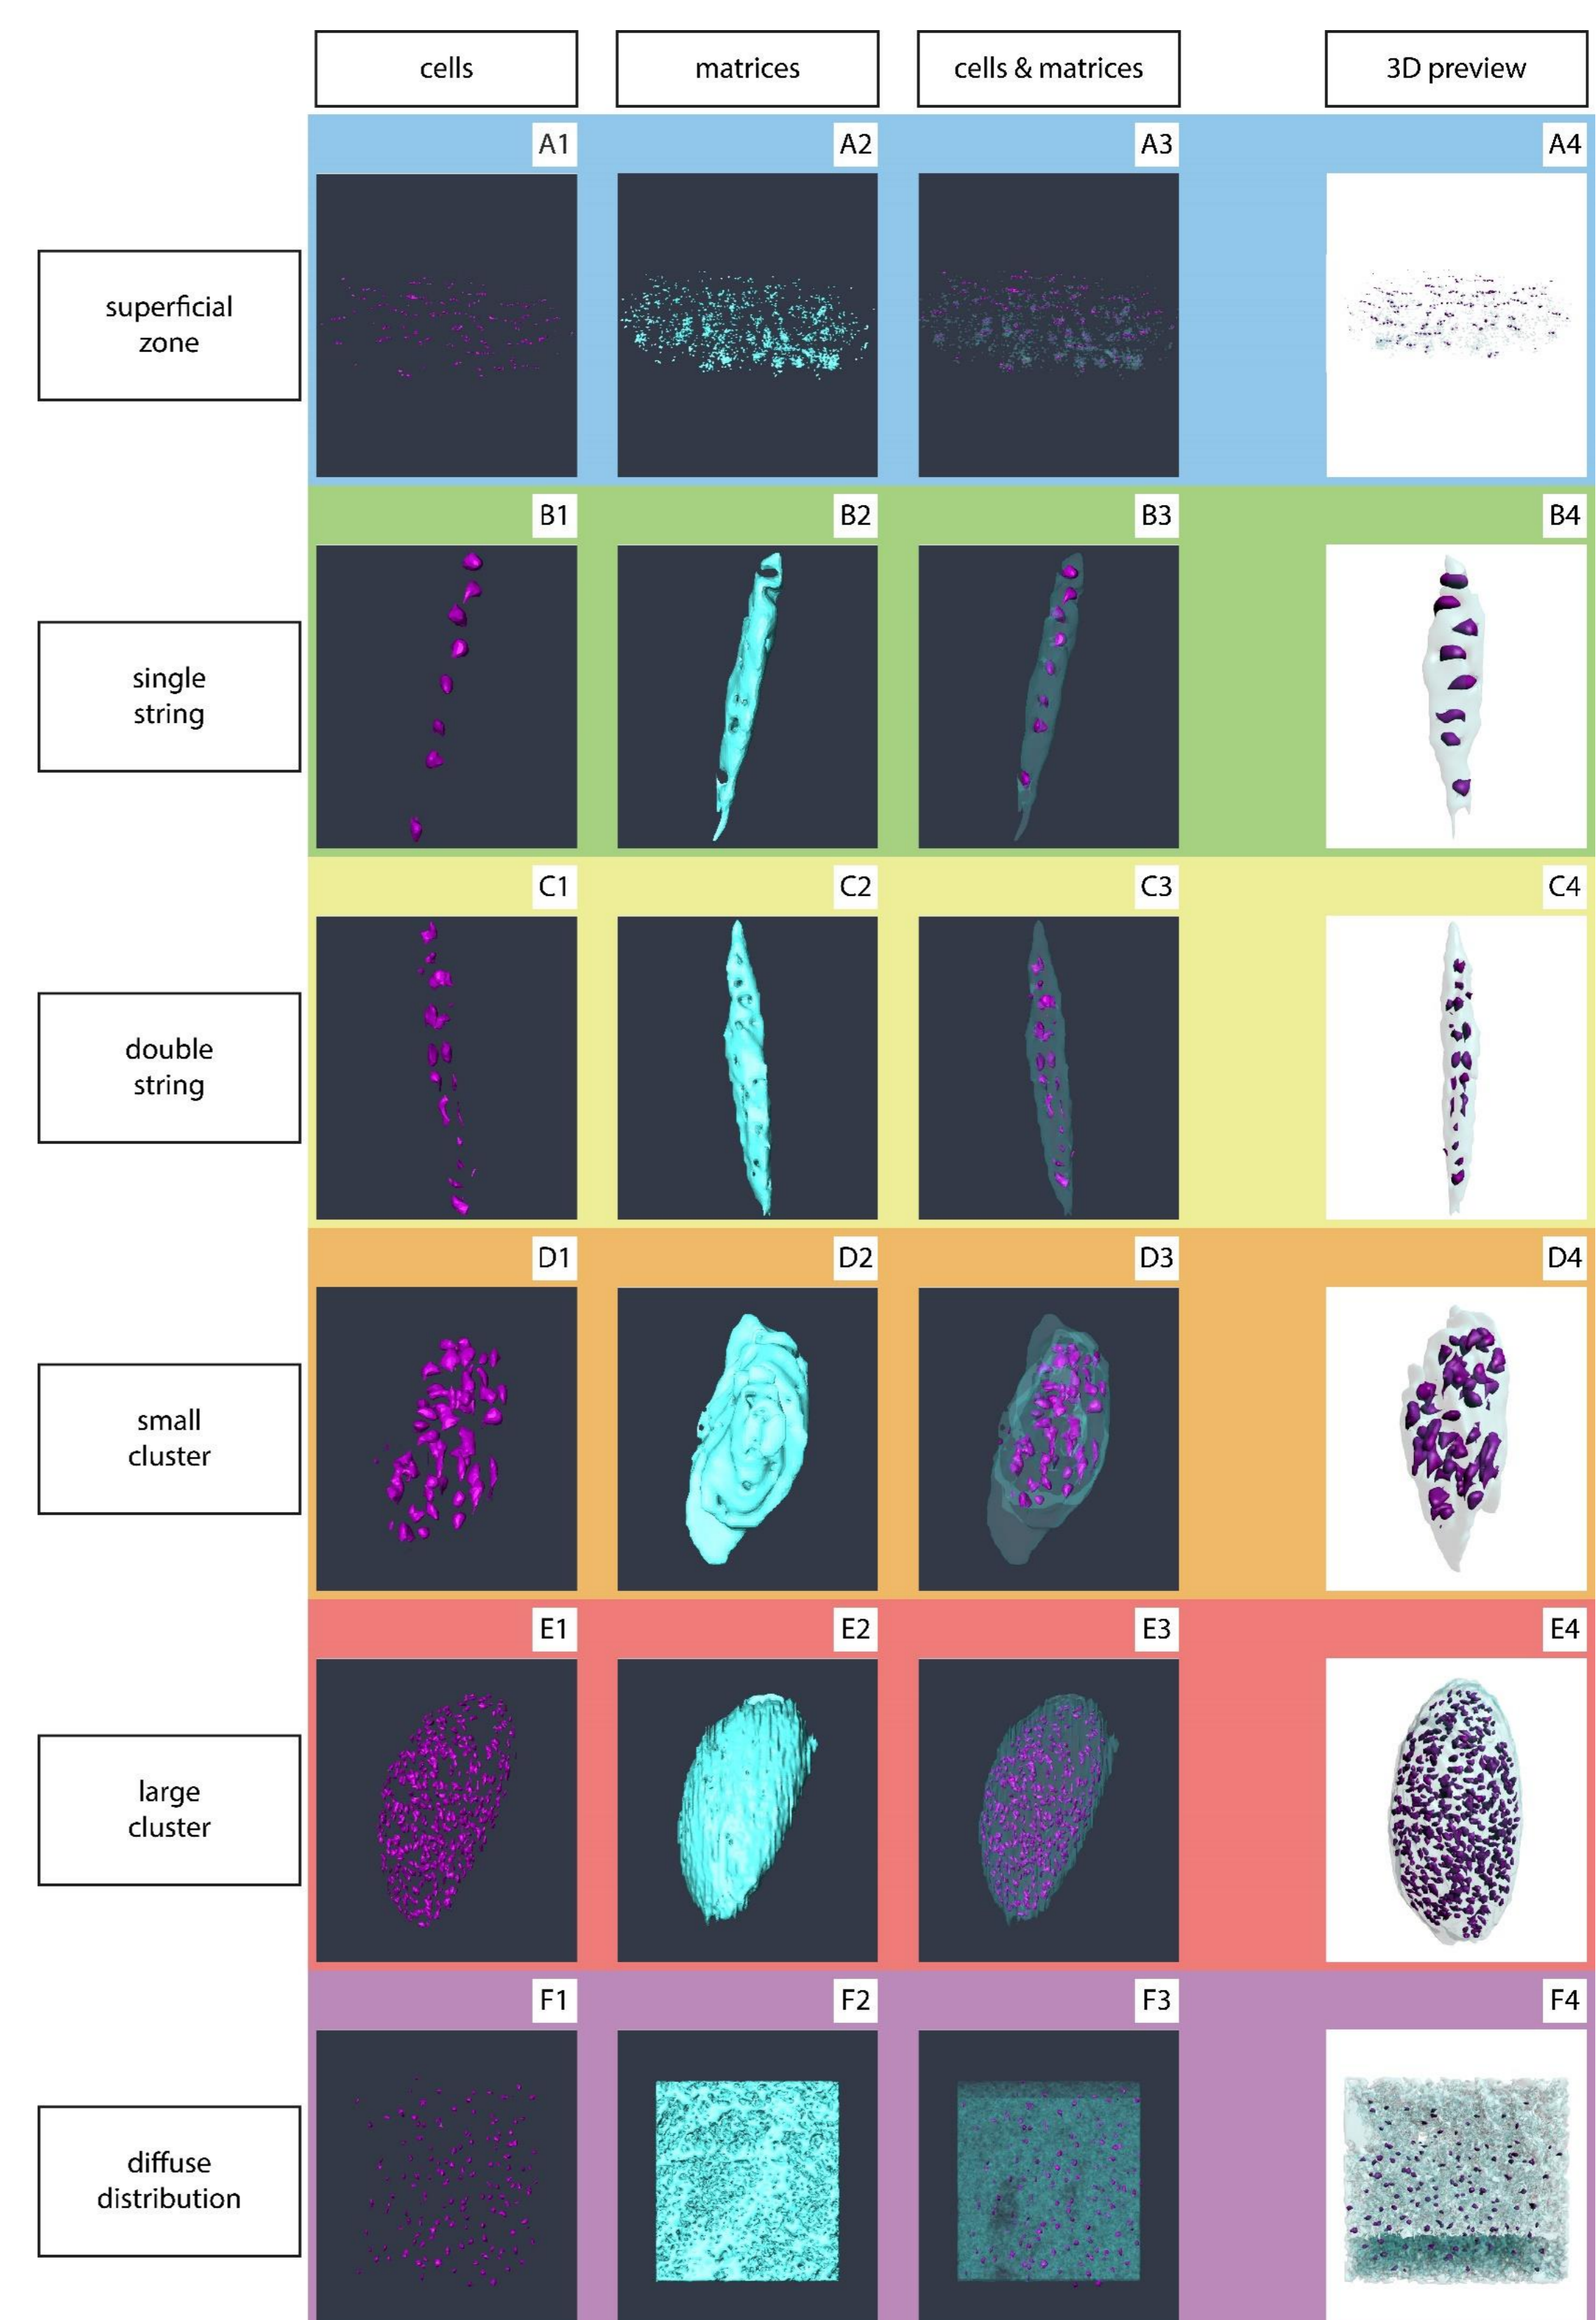 cells
matrices
cells & matrices
3D preview
A1
A2
A3
A4
superficial
zone
B1
B2
B3
B4
single
string
C1
C2
C3
C4
double
string
D1
D2
D3
D4
small
cluster
E1
E2
E3
E4
large
cluster
F1
F2
F3
F4
diffuse
distribution